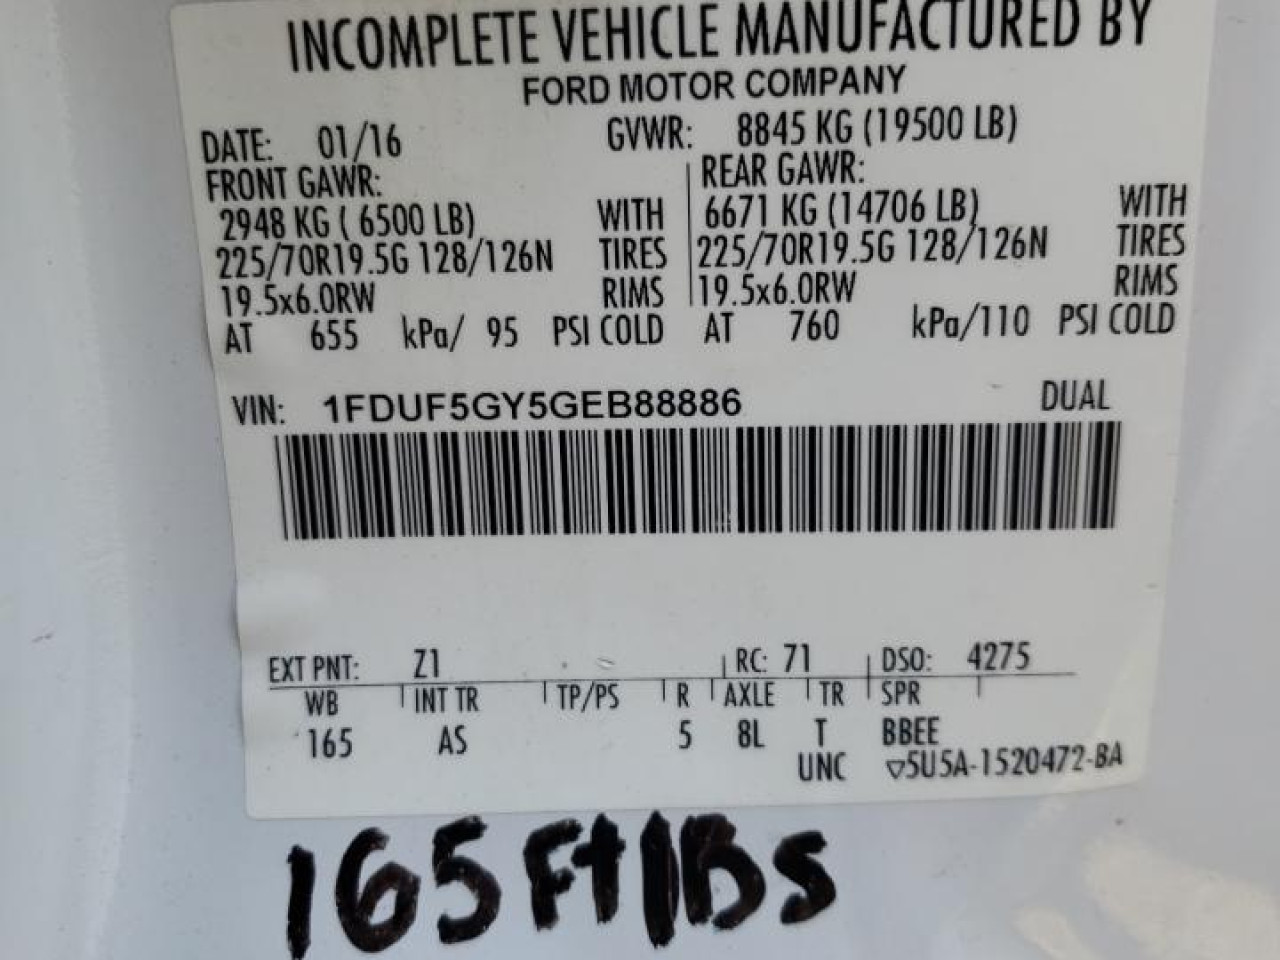 INCOMPLETE VEHICLE MANUFACTURED BY
FORD MOTOR COMPANY
DATE: 01/16 GVWR: 8845 KG (19500 LB)
FRONT GAWR: REAR GAWR:
2948 KG ( 6500 LB) WITH 6671 KG (14706 LB) WITH
225/70R19.5G 128/126N TIRES 225/70R19.5G 128/126N TIRES
19.5x6.0RW RIMS 19.5x6.0RW RIMS
AT 655 kPa/ 95 PSI COLD AT 760 kPa/110 PSI COLD
VIN: 1FDUF5GY5GEB88886 DUAL
EXT PNT: Z1 RC: 71 DSO: 4275
WB INT TR TP/PS R AXLE TR SPR
165 AS 5 8L T BBEE
UNC ▽5U5A-1520472-BA
165 Ft lBs